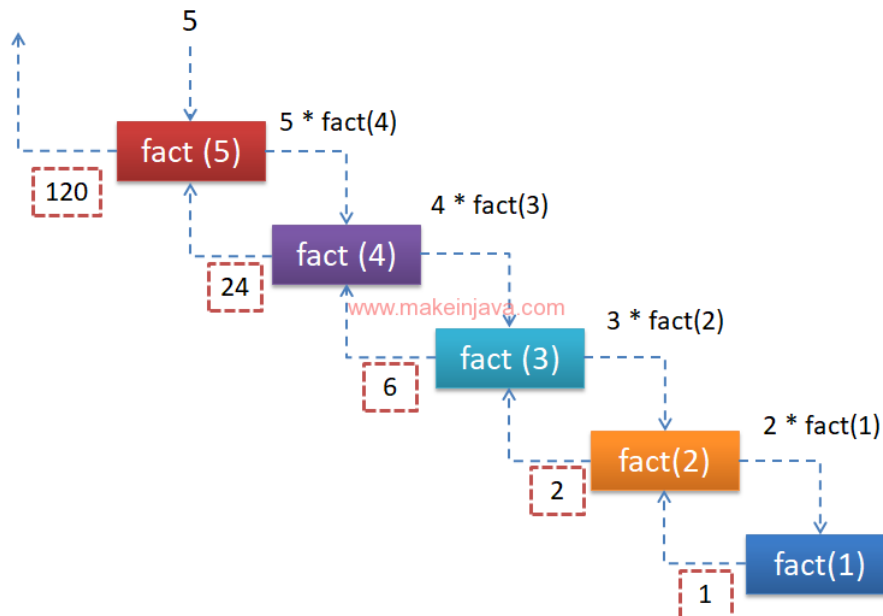 5
5 * fact(4)
fact (5)
120
4 * fact(3)
fact (4)
24
www.makeinjava.com
3 * fact(2)
fact (3)
6
2 * fact(1)
fact(2)
2
fact(1)
1